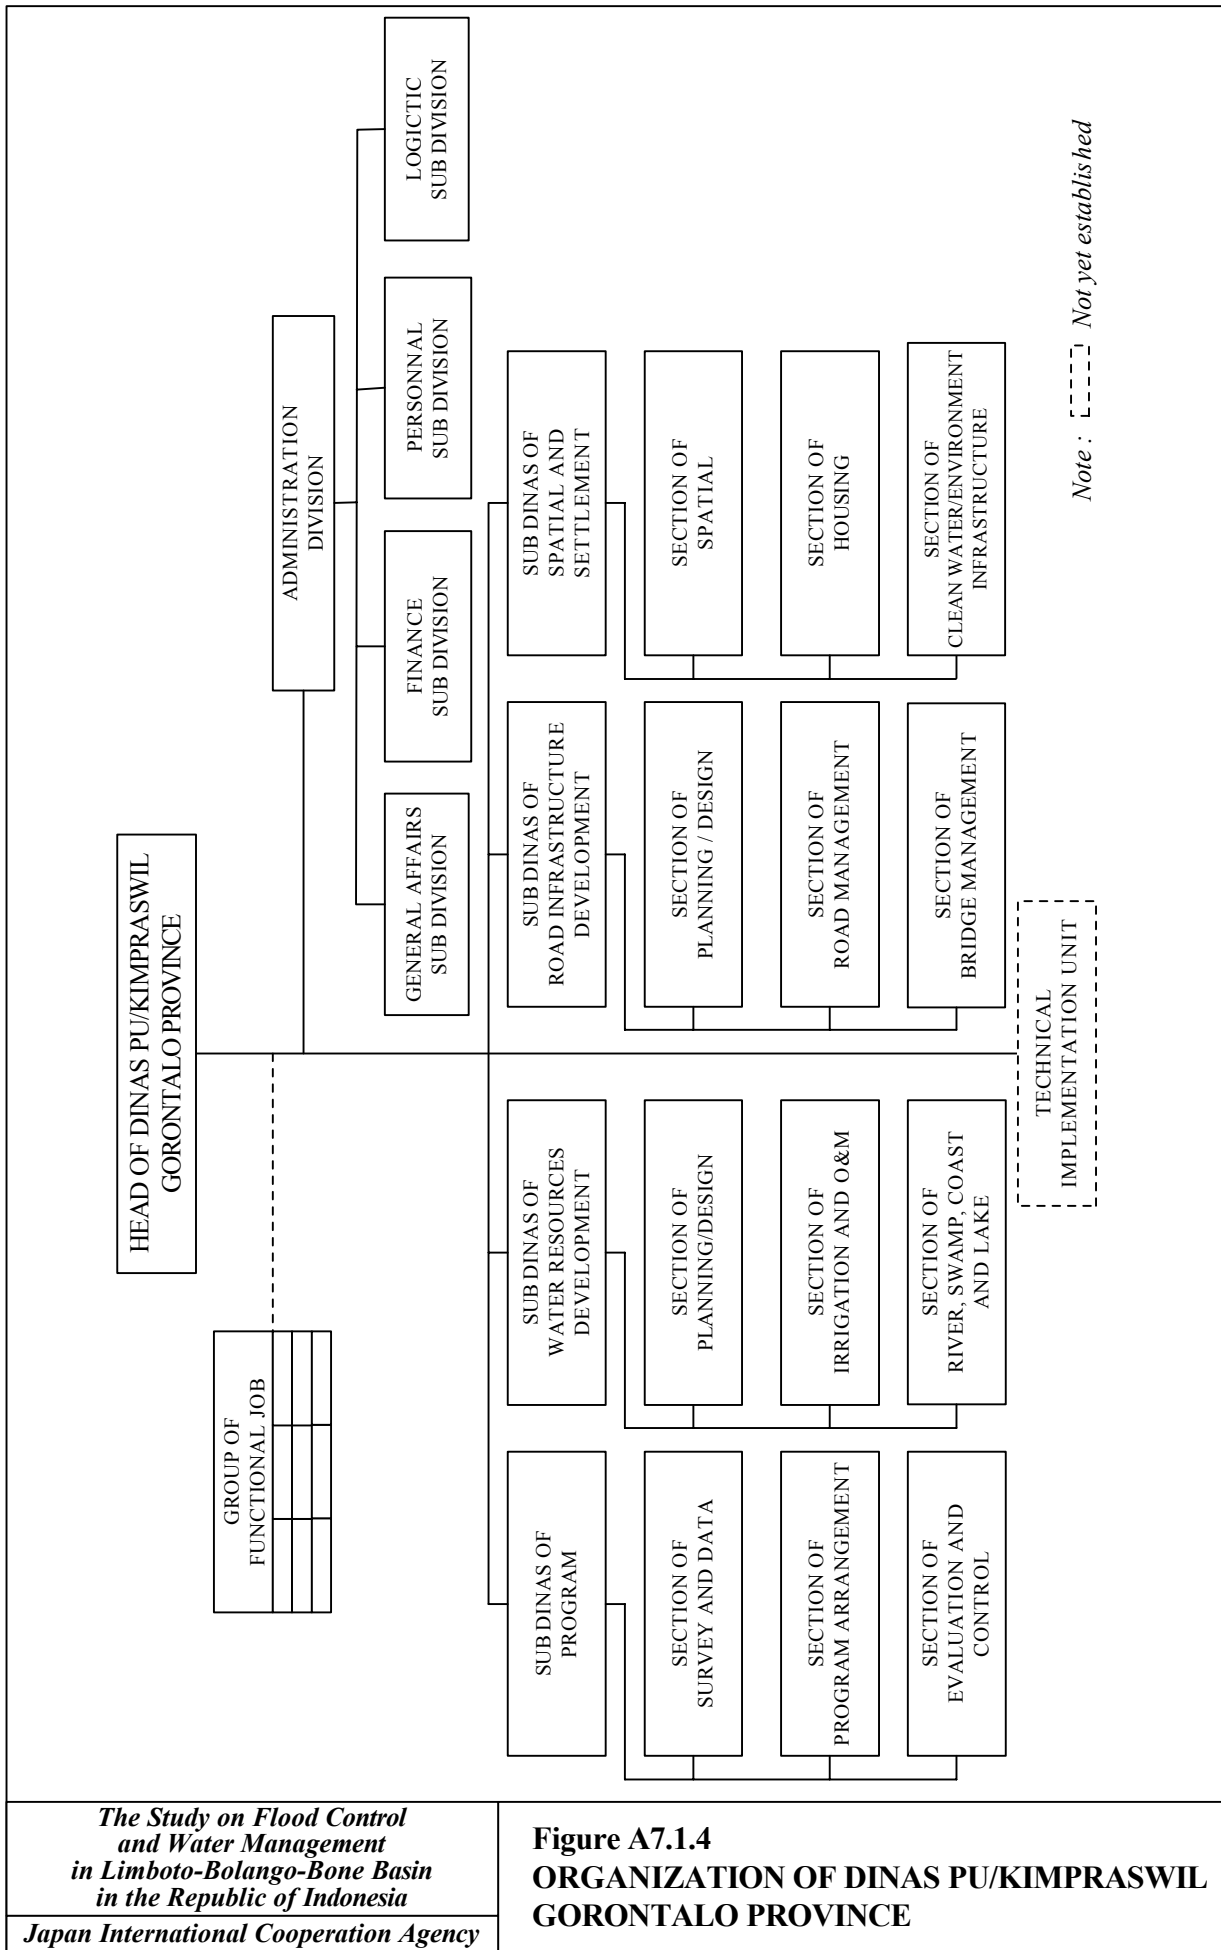 HEAD OF DINAS PU/KIMPRASWIL
GORONTALO PROVINCE
GROUP OF
FUNCTIONAL JOB
ADMINISTRATION
DIVISION
GENERAL AFFAIRS
SUB DIVISION
FINANCE
SUB DIVISION
PERSONNAL
SUB DIVISION
LOGICTIC
SUB DIVISION
SUB DINAS OF
PROGRAM
SUB DINAS OF
WATER RESOURCES
DEVELOPMENT
SUB DINAS OF
ROAD INFRASTRUCTURE
DEVELOPMENT
SUB DINAS OF
SPATIAL AND
SETTLEMENT
SECTION OF
SURVEY AND DATA
SECTION OF
PLANNING/DESIGN
SECTION OF
PLANNING / DESIGN
SECTION OF
SPATIAL
SECTION OF
PROGRAM ARRANGEMENT
SECTION OF
IRRIGATION AND O&M
SECTION OF
ROAD MANAGEMENT
SECTION OF
HOUSING
SECTION OF
EVALUATION AND
CONTROL
SECTION OF
RIVER, SWAMP, COAST
AND LAKE
SECTION OF
BRIDGE MANAGEMENT
SECTION OF
CLEAN WATER/ENVIRONMENT
INFRASTRUCTURE
TECHNICAL
IMPLEMENTATION UNIT
Note : Not yet established
The Study on Flood Control
and Water Management
in Limboto-Bolango-Bone Basin
in the Republic of Indonesia
Japan International Cooperation Agency
Figure A7.1.4
ORGANIZATION OF DINAS PU/KIMPRASWIL
GORONTALO PROVINCE